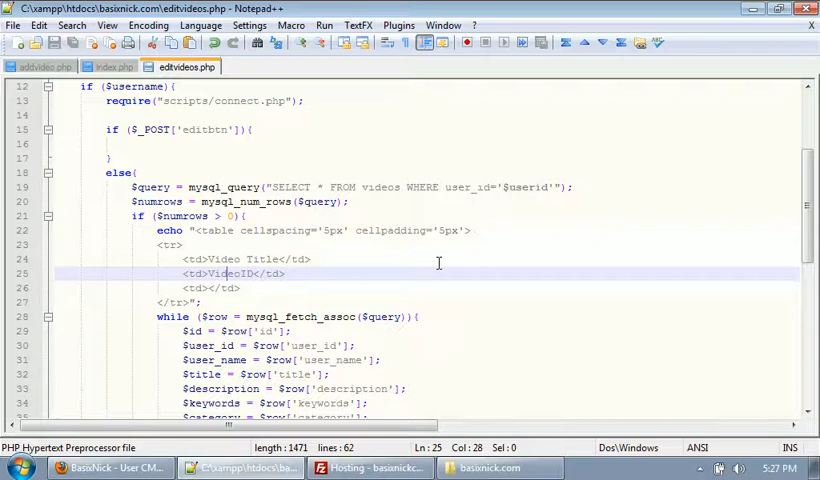 C:\xampp\htdocs\basixnick.com\editvideos.php - Notepad++
File Edit Search View Encoding Language Settings Macro Run TextFX Plugins Window ? X
addvideo.php index.php editvideos.php
12 if ($username){
13 require("scripts/connect.php");
14
15 if ($_POST['editbtn']){
16
17 }
18 else{
19 $query = mysql_query("SELECT * FROM videos WHERE user_id='$userid'");
20 $numrows = mysql_num_rows($query);
21 if ($numrows > 0){
22 echo "<table cellspacing='5px' cellpadding='5px'>
23 <tr>
24 <td>Video Title</td>
25 <td>VideoID</td>
26 <td></td>
27 </tr>";
28 while ($row = mysql_fetch_assoc($query)){
29 $id = $row['id'];
30 $user_id = $row['user_id'];
31 $user_name = $row['user_name'];
32 $title = $row['title'];
33 $description = $row['description'];
34 $keywords = $row['keywords'];
35 $category = $row['category'];
PHP Hypertext Preprocessor file length : 1471 lines : 62 Ln : 25 Col : 28 Sel : 0 Dos\Windows ANSI INS
BasixNick - User CM... C:\xampp\htdocs\ba... Hosting - basixnickc... basixnick.com 5:27 PM